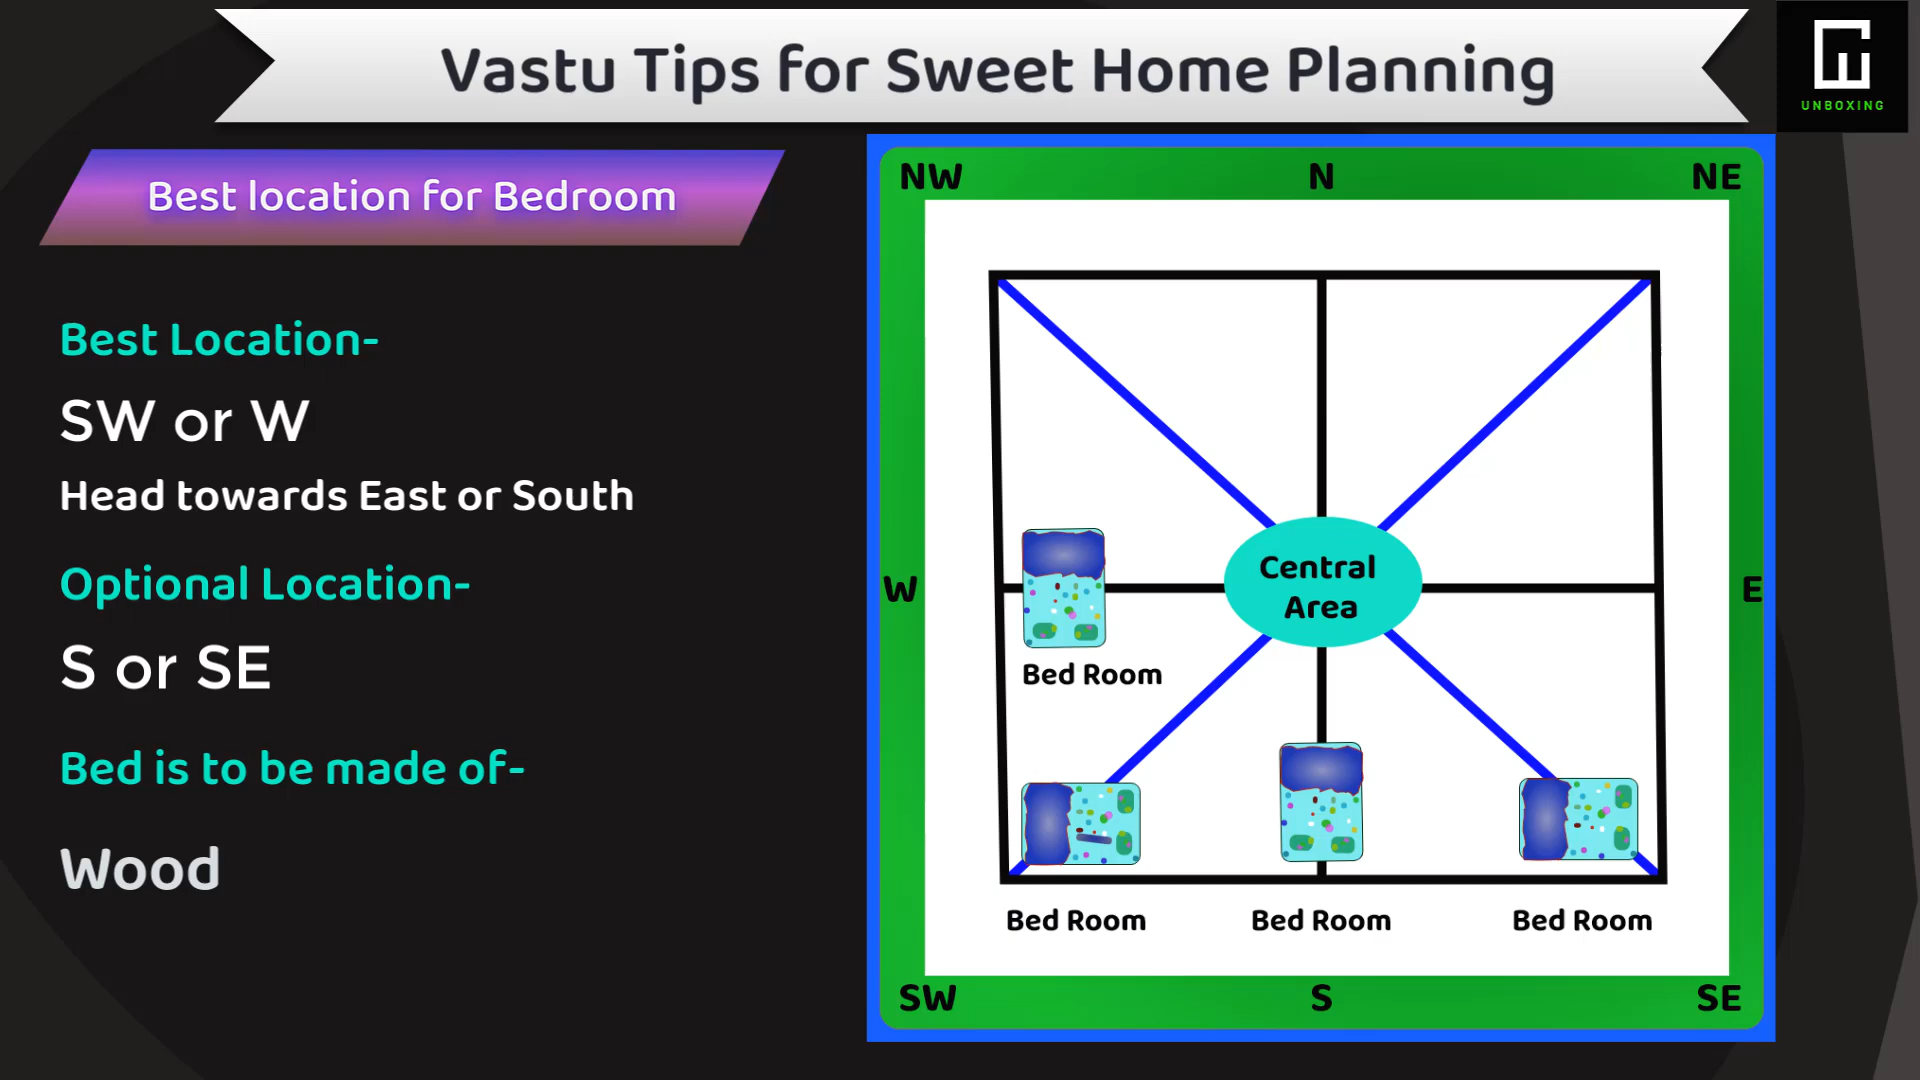 Vastu Tips for Sweet Home Planning
UNBOXING
Best location for Bedroom
Best Location-
SW or W
Head towards East or South
Optional Location-
S or SE
Bed is to be made of-
Wood
NW N NE
W E
Central
Area
Bed Room
Bed Room Bed Room Bed Room
SW S SE